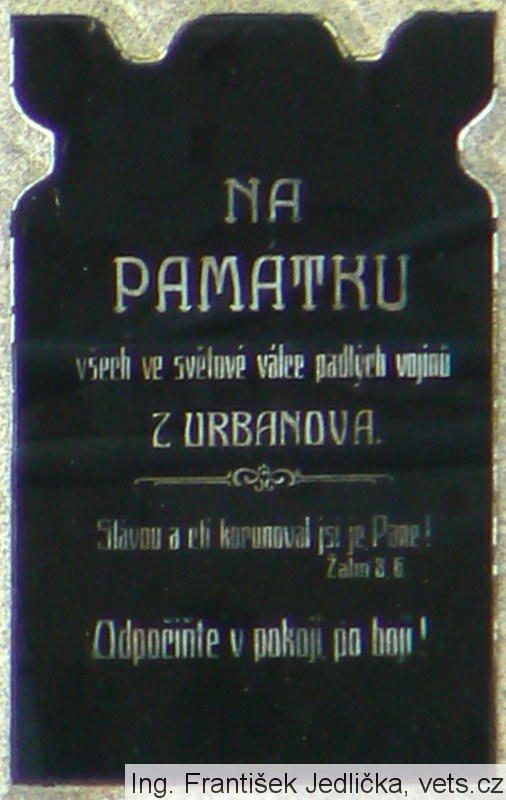 NA
PAMÁTKU
všech ve světové válce padlých vojínů
Z URBANOVA.
Slávou a ctí korunoval jsi je, Pane!
Žalm 8, 6.
Odpočiňte v pokoji po boji!
Ing. František Jedlička, vets.cz